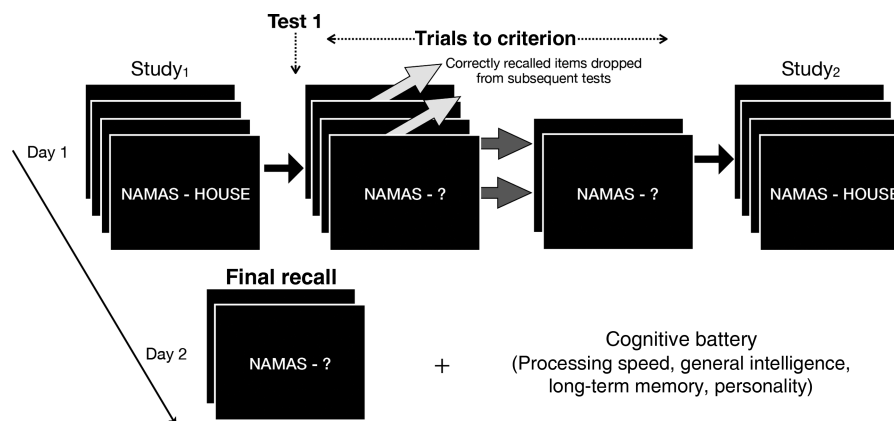 Test 1
Trials to criterion
Correctly recalled items dropped
from subsequent tests
Study1
Study2
Day 1
NAMAS - HOUSE
NAMAS - ?
NAMAS - ?
NAMAS - HOUSE
Final recall
Day 2
NAMAS - ?
+
Cognitive battery
(Processing speed, general intelligence,
long-term memory, personality)